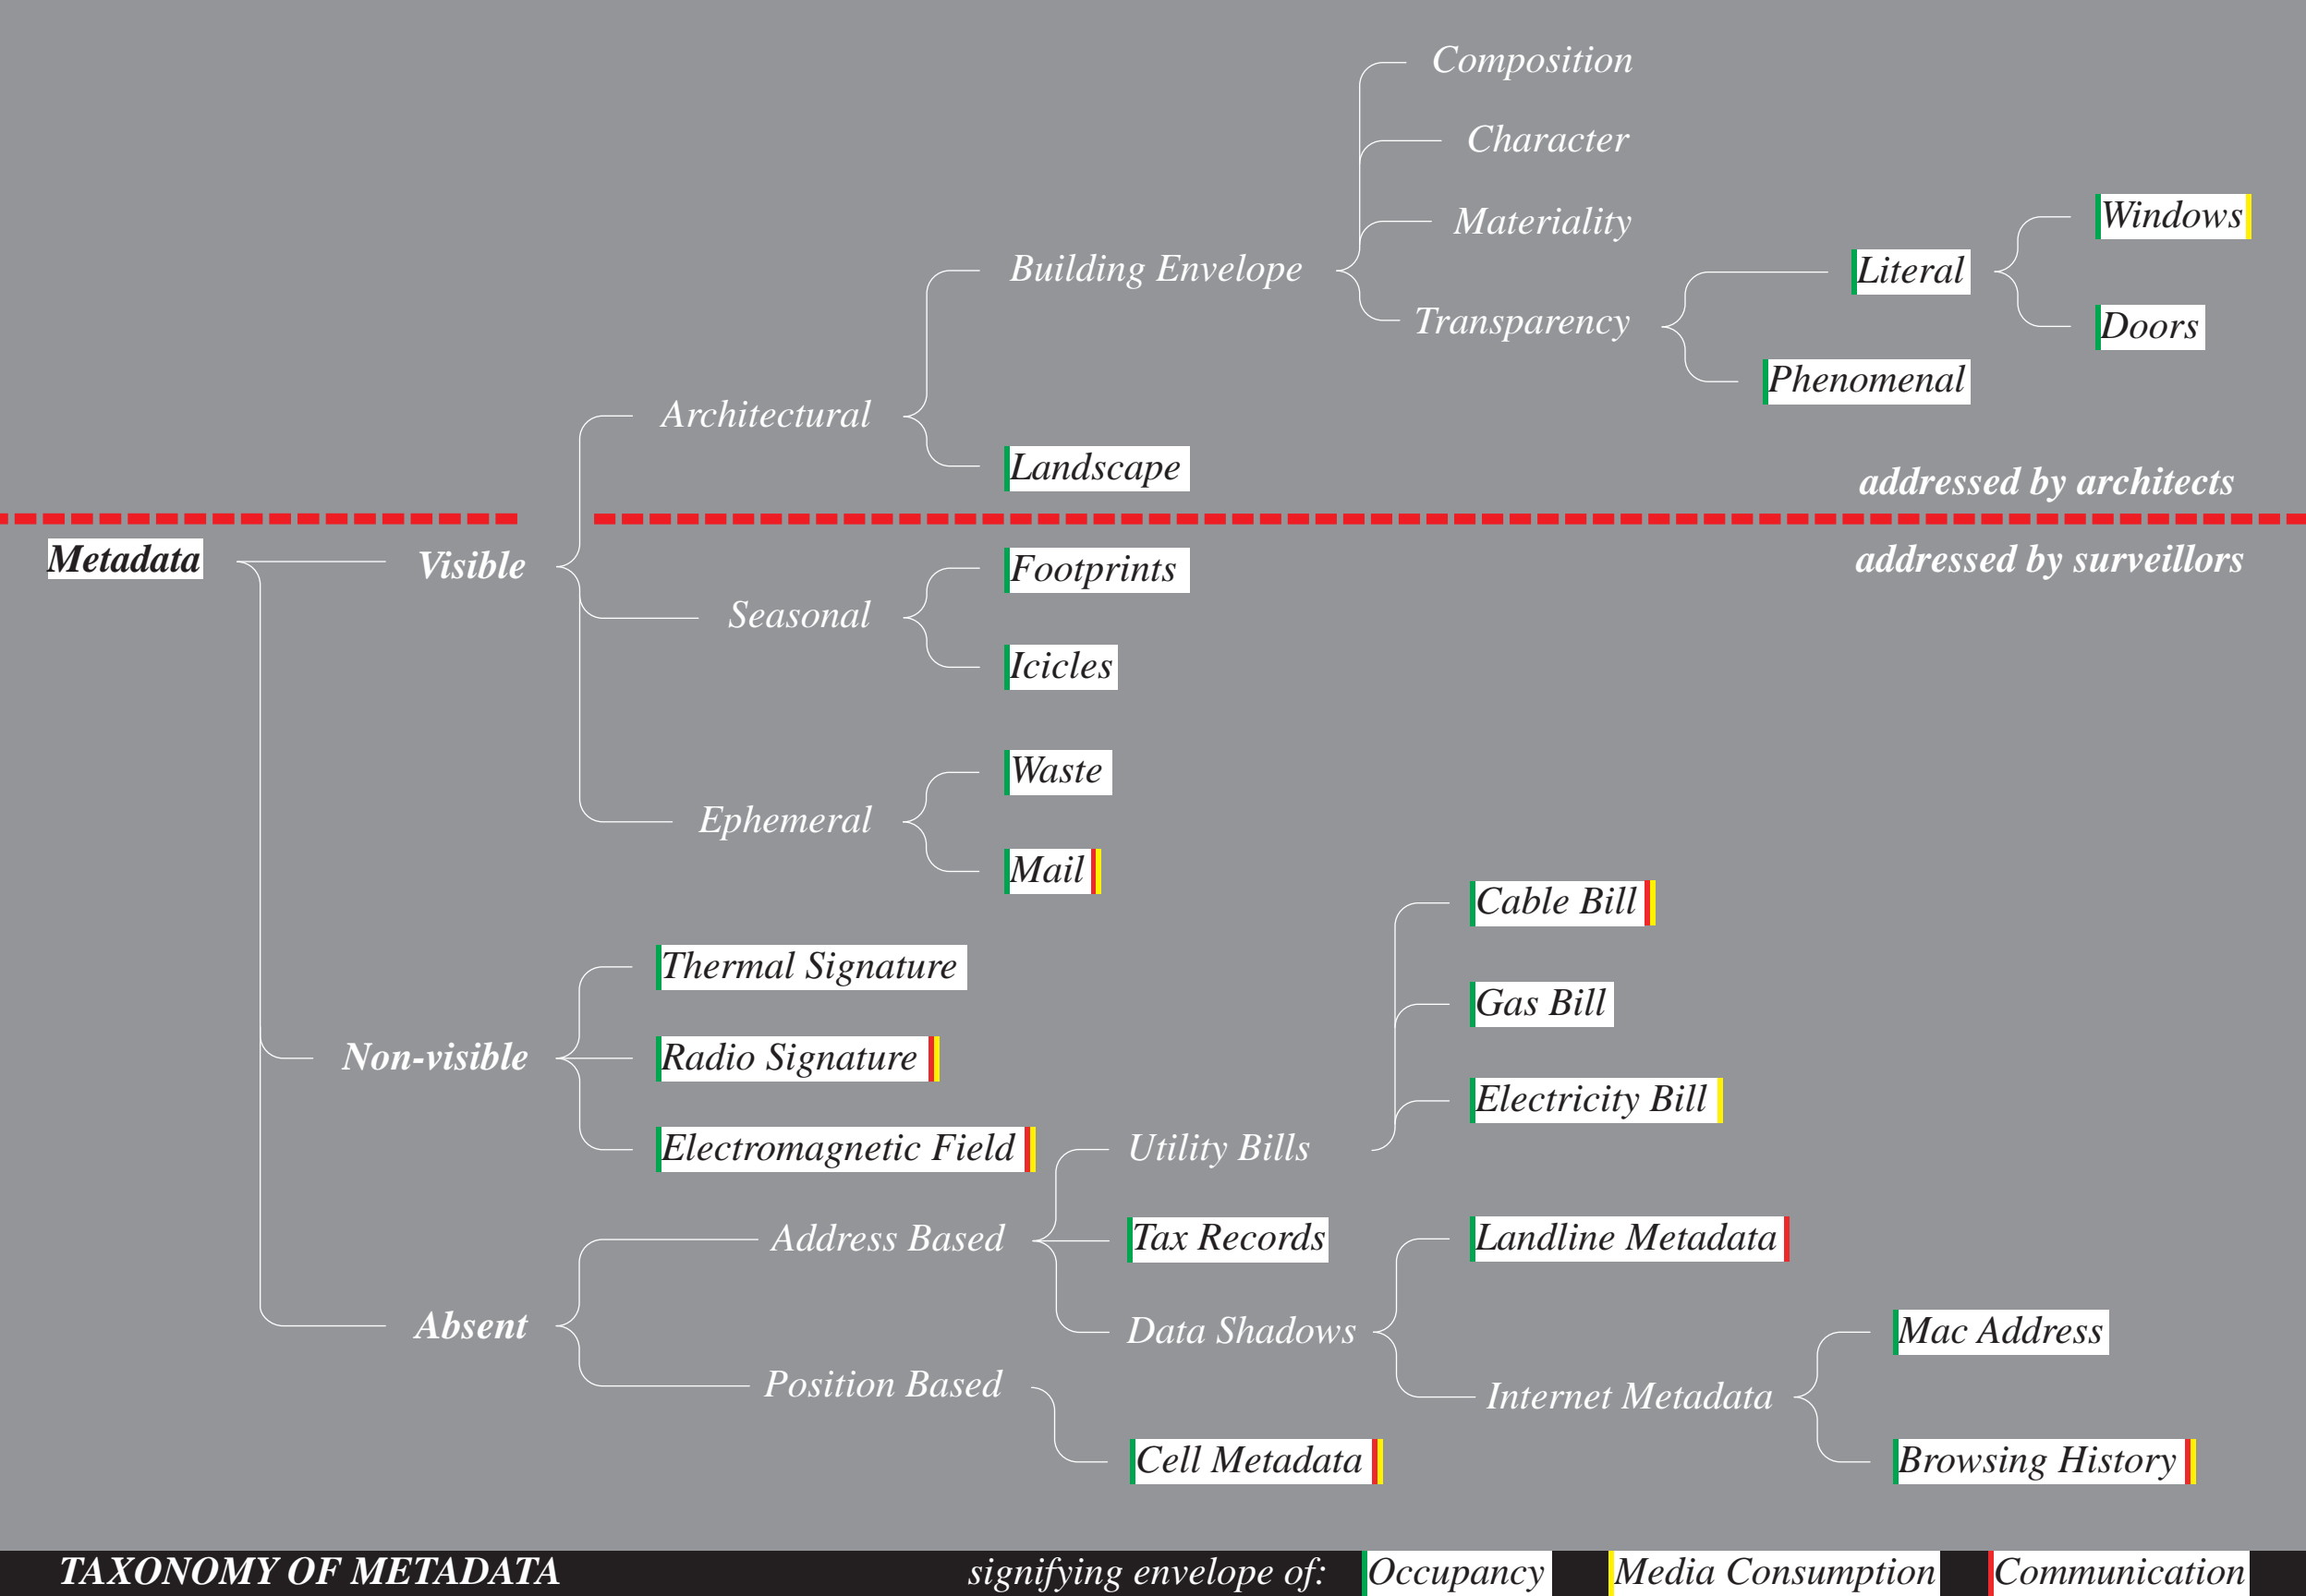 Composition
Character
Materiality
Windows
Building Envelope
Literal
Transparency
Doors
Phenomenal
Architectural
Landscape
addressed by architects
Metadata
Visible
Footprints
addressed by surveillors
Seasonal
Icicles
Waste
Ephemeral
Mail
Cable Bill
Thermal Signature
Gas Bill
Non-visible
Radio Signature
Electricity Bill
Electromagnetic Field
Utility Bills
Address Based
Tax Records
Landline Metadata
Absent
Data Shadows
Mac Address
Position Based
Internet Metadata
Cell Metadata
Browsing History
TAXONOMY OF METADATA
signifying envelope of:
Occupancy
Media Consumption
Communication